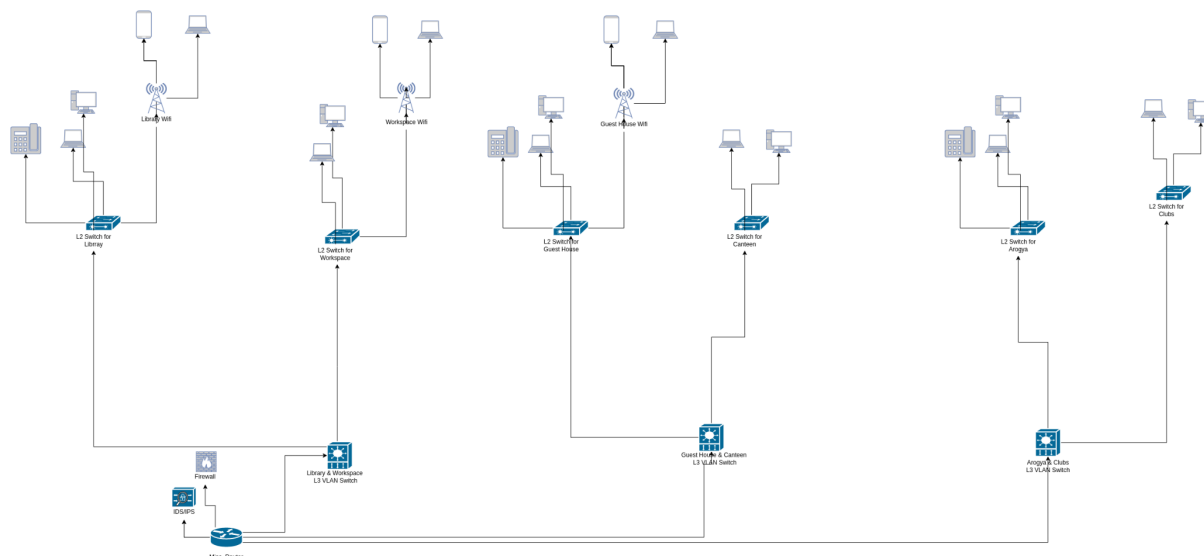 Library Wifi
Workspace Wifi
Guest House Wifi
L2 Switch for
Librray
L2 Switch for
Workspace
L2 Switch for
Guest House
L2 Switch for
Canteen
L2 Switch for
Arogya
L2 Switch for
Clubs
Firewall
IDS/IPS
Library & Workspace
L3 VLAN Switch
Guest House & Canteen
L3 VLAN Switch
Arogya & Clubs
L3 VLAN Switch